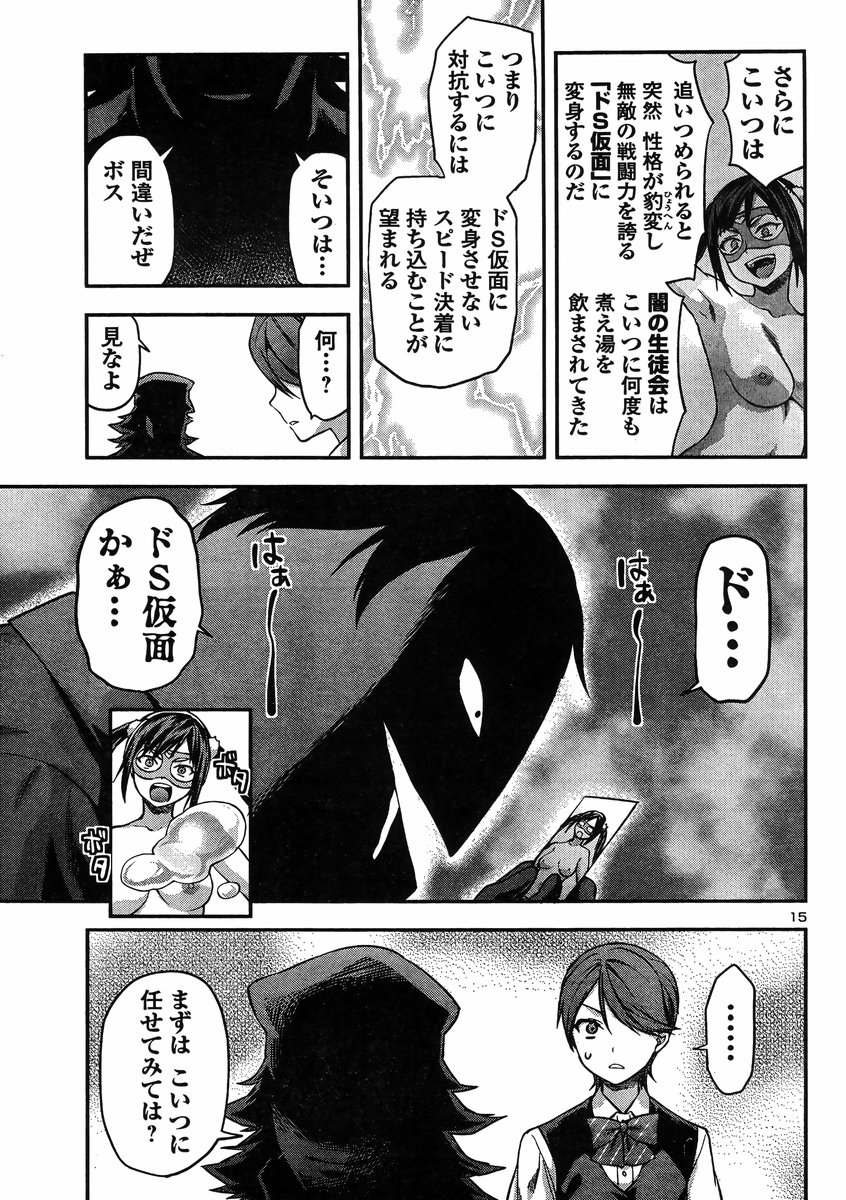 さらに
こいつは
追いつめられると
突然 性格が豹変し
ひょうへん
無敵の戦闘力を誇る
「ドS仮面」に
変身するのだ
闇の生徒会は
こいつに何度も
煮え湯を
飲まされてきた
つまり
こいつに
対抗するには
ドS仮面に
変身させない
スピード決着に
持ち込むことが
望まれる
そいつは…
間違いだぜ
ボス
何…?
見なよ
ド…
はぁー
はぁー
ドS仮面
かぁ…
ボタ
ボタ
15
……
まずは こいつに
任せてみては?